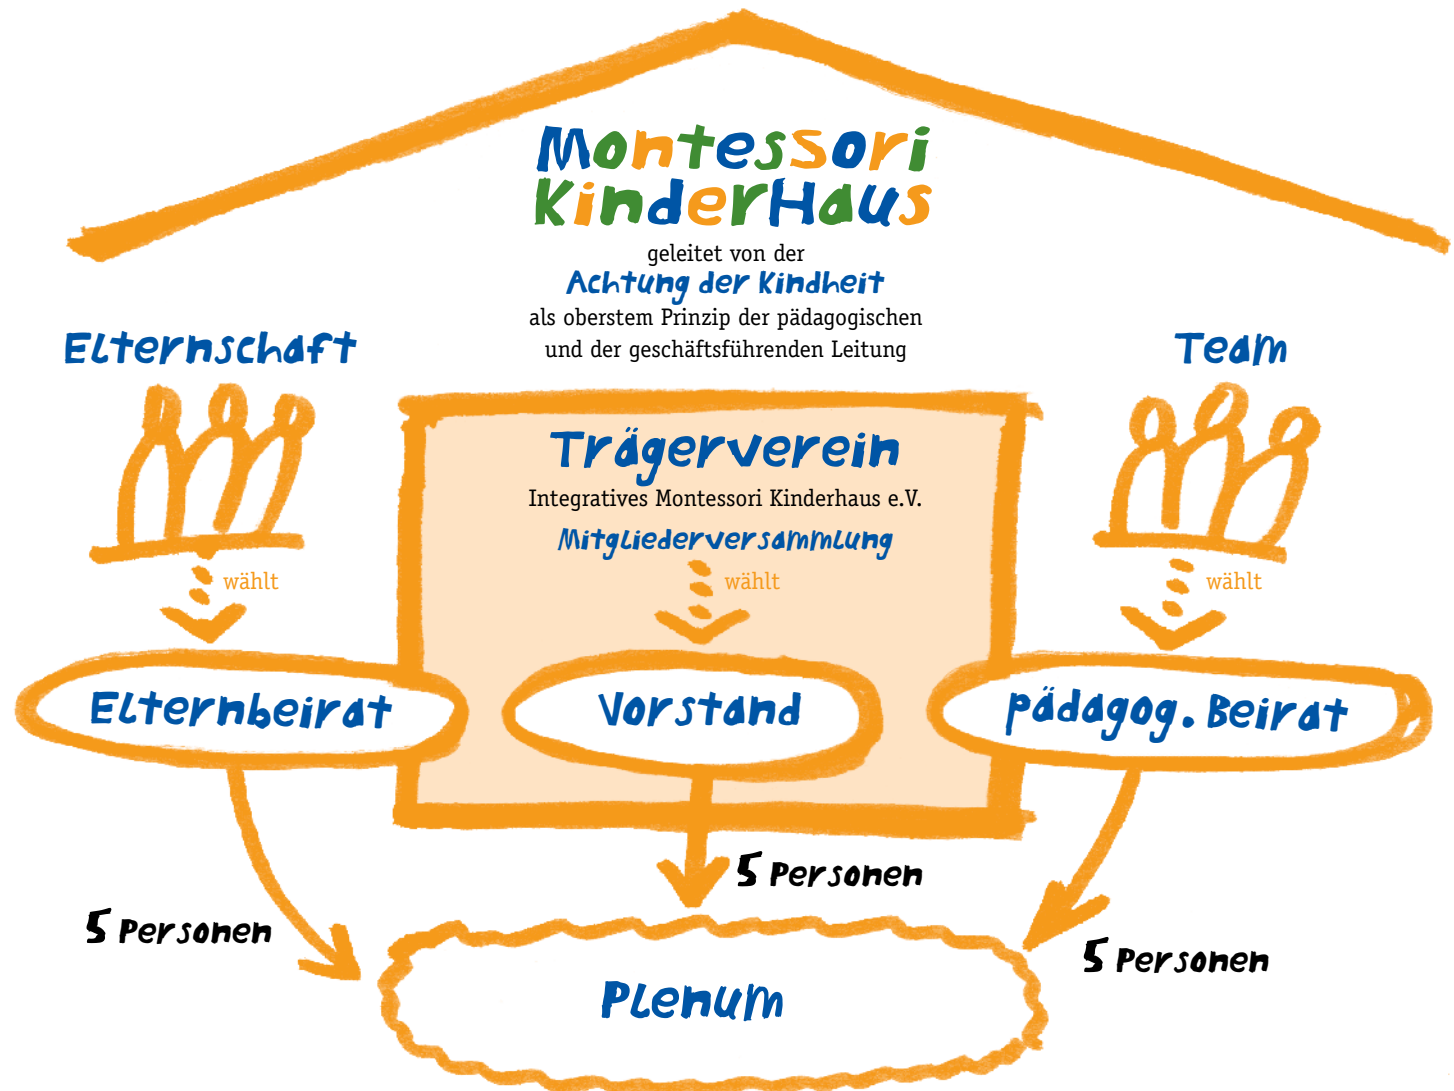 Montessori
KinderHaus
geleitet von der
Achtung der Kindheit
als oberstem Prinzip der pädagogischen
und der geschäftsführenden Leitung
Elternschaft
Team
Trägerverein
Integratives Montessori Kinderhaus e.V.
Mitgliederversammlung
wählt
wählt
wählt
Elternbeirat
Vorstand
pädagog. Beirat
5 Personen
5 Personen
5 Personen
Plenum